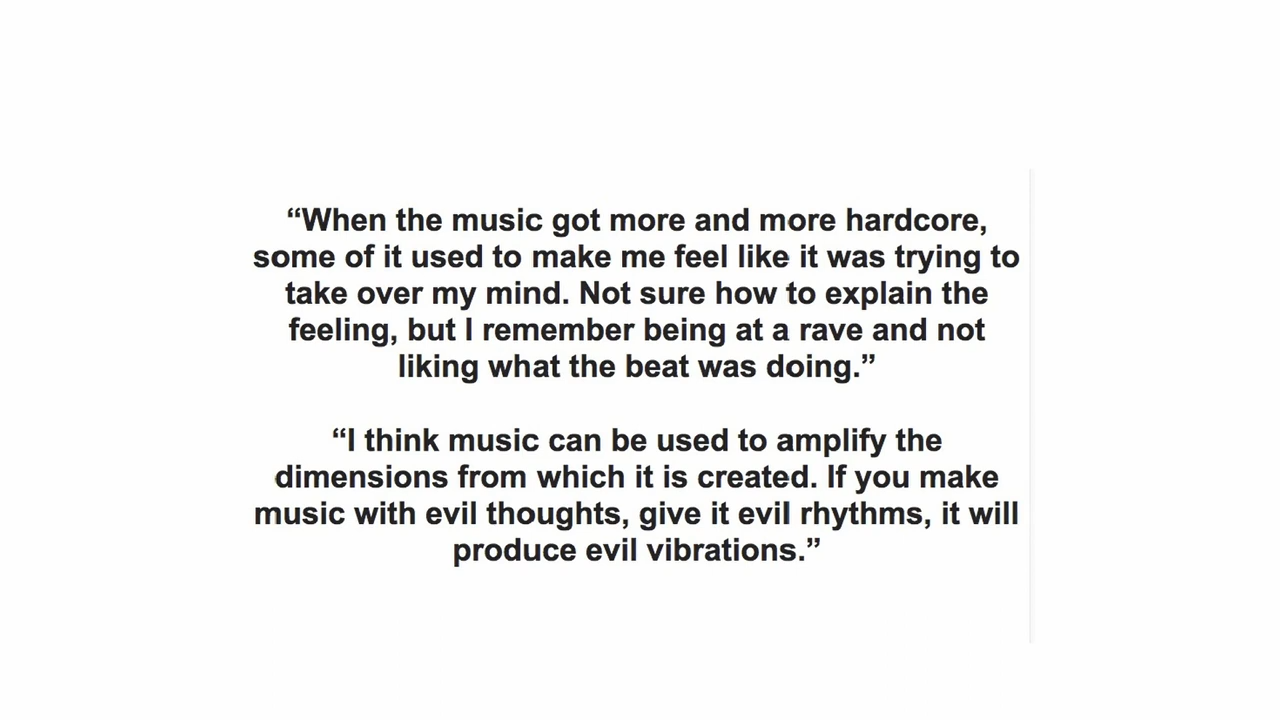 “When the music got more and more hardcore,
some of it used to make me feel like it was trying to
take over my mind. Not sure how to explain the
feeling, but I remember being at a rave and not
liking what the beat was doing.”
“I think music can be used to amplify the
dimensions from which it is created. If you make
music with evil thoughts, give it evil rhythms, it will
produce evil vibrations.”